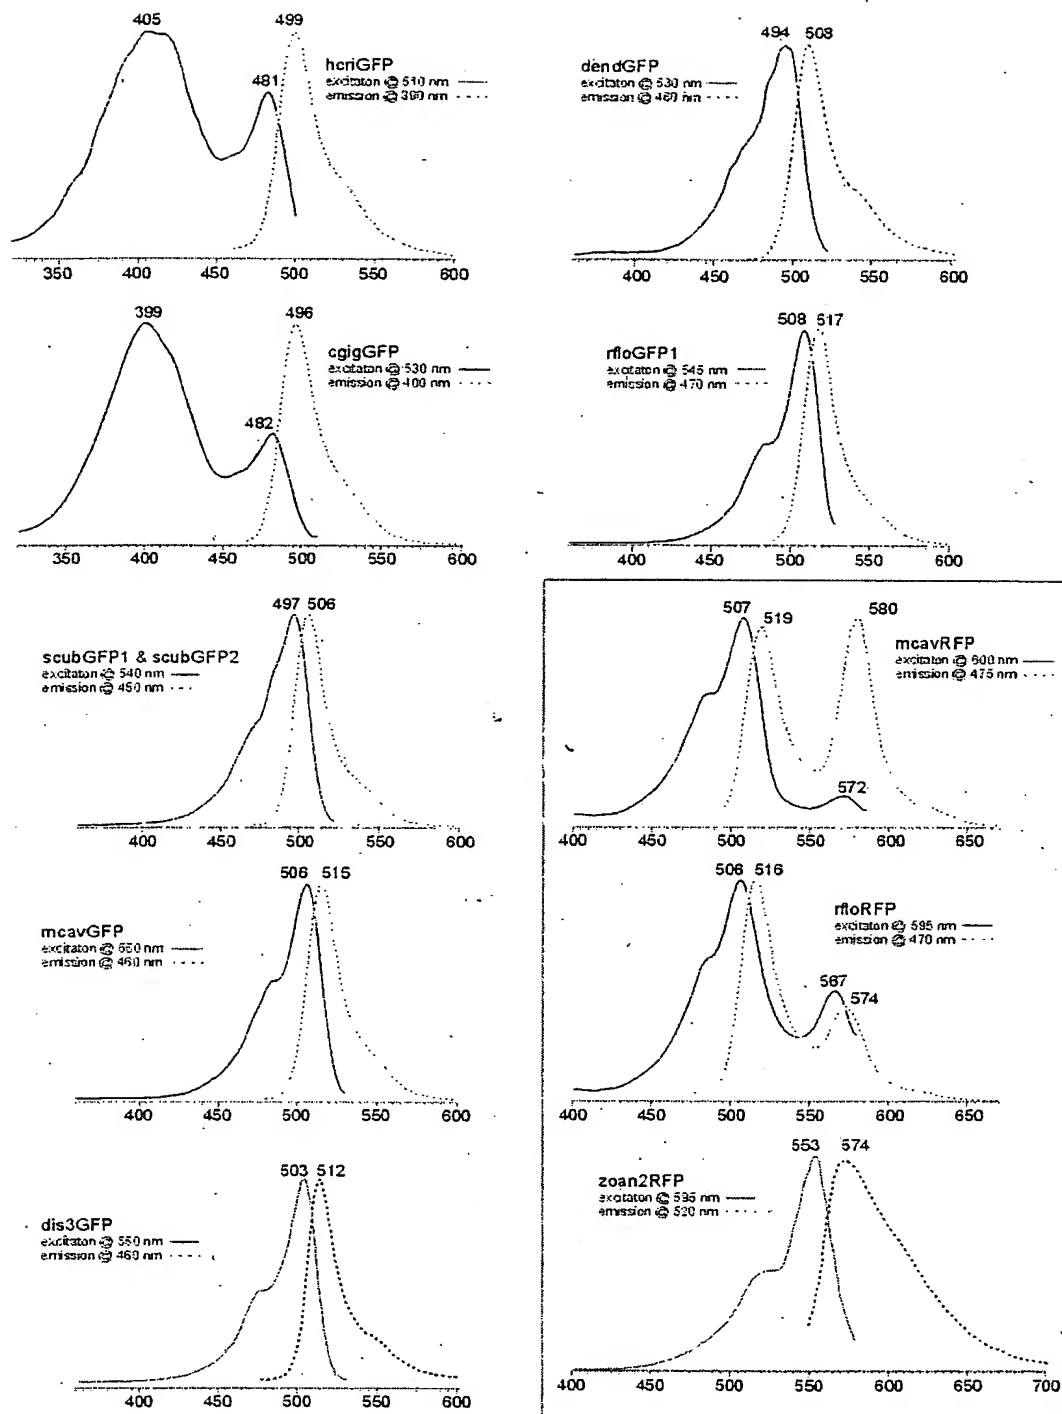 405
499
481
hcriGFP
excitaton @ 510 nm
emission @ 390 nm
350 400 450 500 550 600
494
508
dendGFP
excitaton @ 530 nm
emission @ 460 nm
400 450 500 550 600
399
496
482
cgigGFP
excitaton @ 530 nm
emission @ 400 nm
350 400 450 500 550 600
508 517
rfloGFP1
excitaton @ 545 nm
emission @ 470 nm
400 450 500 550 600
497 506
scubGFP1 & scubGFP2
excitaton @ 540 nm
emission @ 450 nm
400 450 500 550 600
507
519
580
572
mcavRFP
excitaton @ 600 nm
emission @ 475 nm
400 450 500 550 600 650
506 515
mcavGFP
excitaton @ 550 nm
emission @ 460 nm
400 450 500 550 600
506 516
567
574
rfloRFP
excitaton @ 595 nm
emission @ 470 nm
400 450 500 550 600 650
503 512
dis3GFP
excitaton @ 550 nm
emission @ 460 nm
400 450 500 550 600
553 574
zoan2RFP
excitaton @ 595 nm
emission @ 520 nm
400 450 500 550 600 650 700